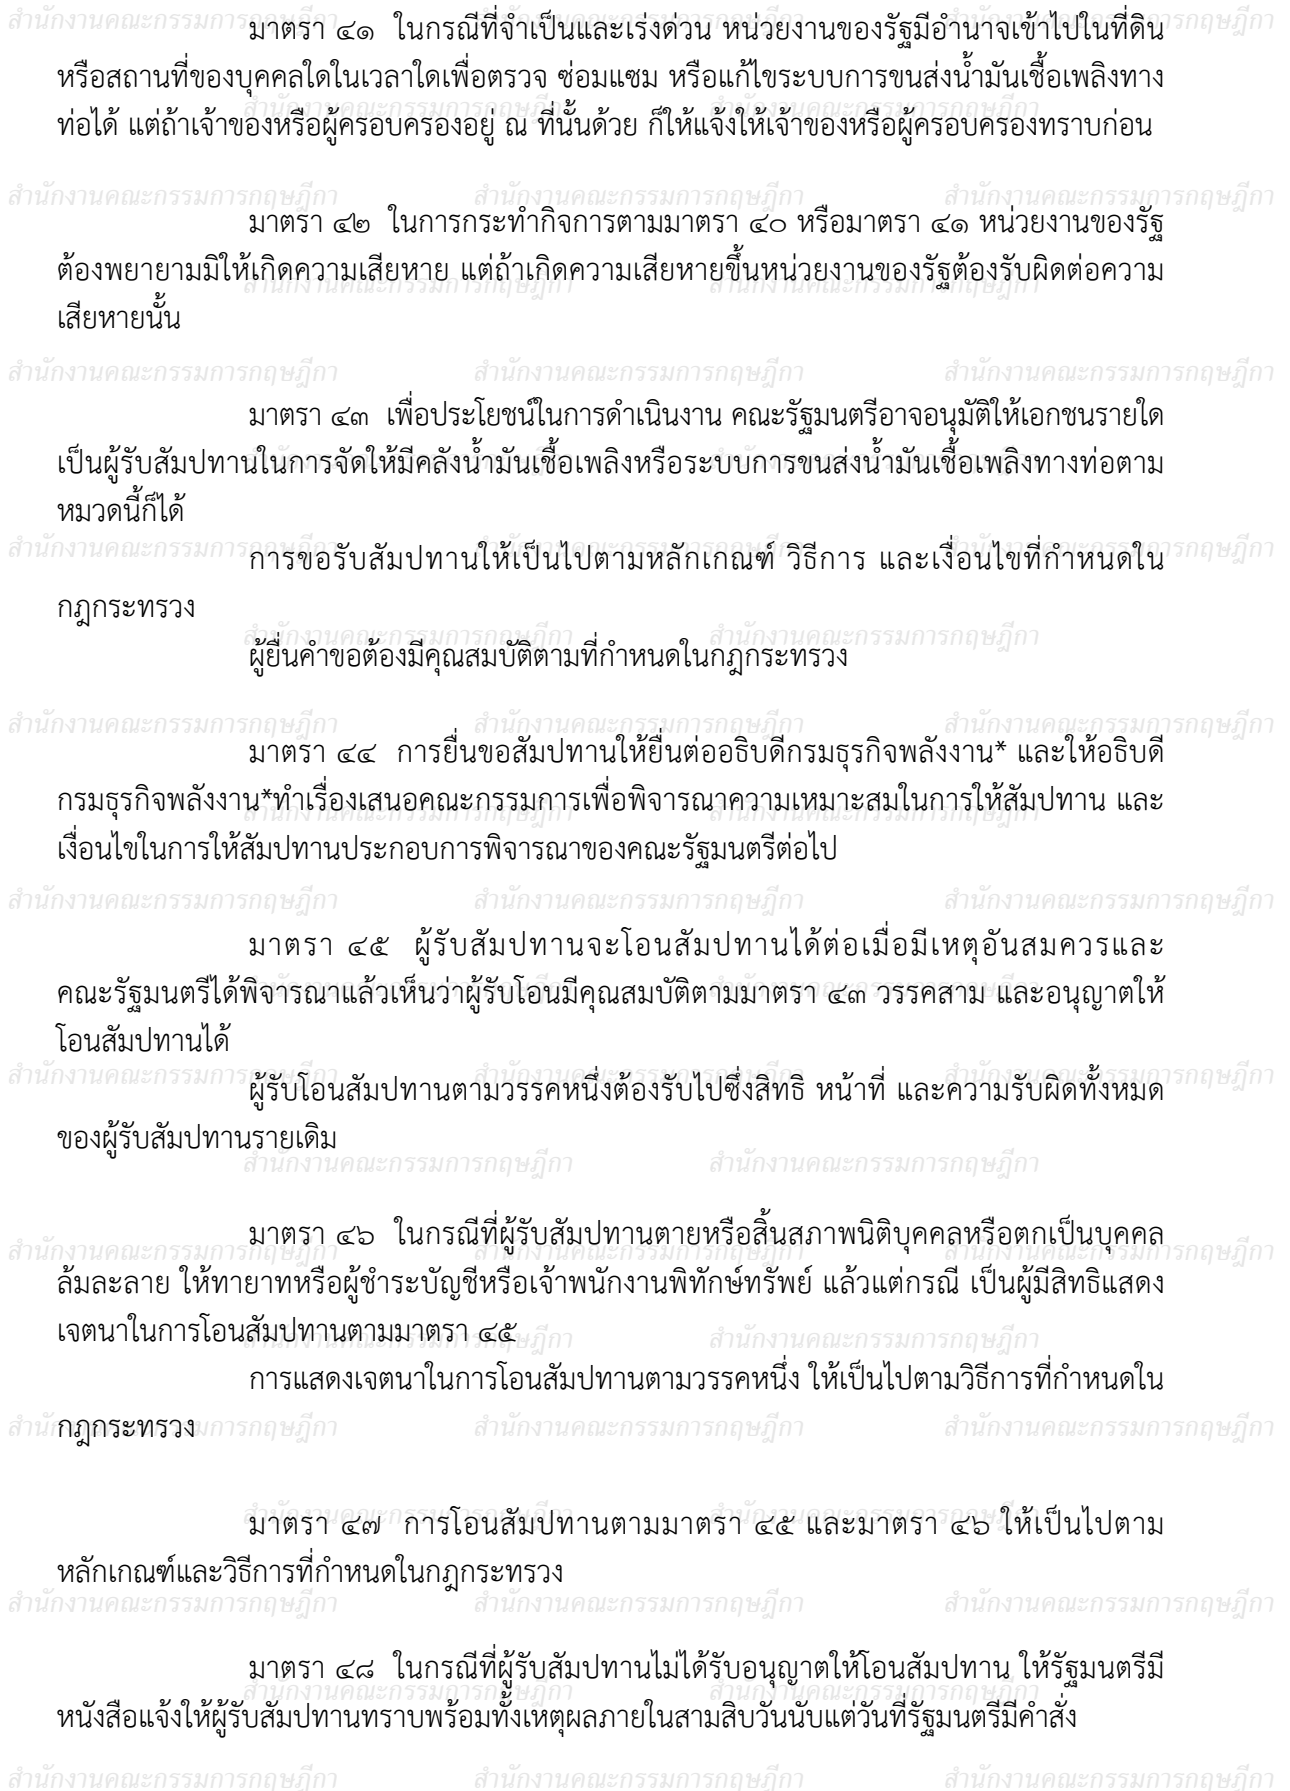 มาตรา ๔๑  ในกรณีที่จำเป็นและเร่งด่วน หน่วยงานของรัฐมีอำนาจเข้าไปในที่ดิน
หรือสถานที่ของบุคคลใดในเวลาใดเพื่อตรวจ ซ่อมแซม หรือแก้ไขระบบการขนส่งน้ำมันเชื้อเพลิงทาง
ท่อได้ แต่ถ้าเจ้าของหรือผู้ครอบครองอยู่ ณ ที่นั้นด้วย ก็ให้แจ้งให้เจ้าของหรือผู้ครอบครองทราบก่อน
มาตรา ๔๒  ในการกระทำกิจการตามมาตรา ๔๐ หรือมาตรา ๔๑ หน่วยงานของรัฐ
ต้องพยายามมิให้เกิดความเสียหาย แต่ถ้าเกิดความเสียหายขึ้นหน่วยงานของรัฐต้องรับผิดต่อความ
เสียหายนั้น
มาตรา ๔๓  เพื่อประโยชน์ในการดำเนินงาน คณะรัฐมนตรีอาจอนุมัติให้เอกชนรายใด
เป็นผู้รับสัมปทานในการจัดให้มีคลังน้ำมันเชื้อเพลิงหรือระบบการขนส่งน้ำมันเชื้อเพลิงทางท่อตาม
หมวดนี้ก็ได้
การขอรับสัมปทานให้เป็นไปตามหลักเกณฑ์ วิธีการ และเงื่อนไขที่กำหนดใน
กฎกระทรวง
ผู้ยื่นคำขอต้องมีคุณสมบัติตามที่กำหนดในกฎกระทรวง
มาตรา ๔๔  การยื่นขอสัมปทานให้ยื่นต่ออธิบดีกรมธุรกิจพลังงาน* และให้อธิบดี
กรมธุรกิจพลังงาน*ทำเรื่องเสนอคณะกรรมการเพื่อพิจารณาความเหมาะสมในการให้สัมปทาน และ
เงื่อนไขในการให้สัมปทานประกอบการพิจารณาของคณะรัฐมนตรีต่อไป
มาตรา ๔๕  ผู้รับสัมปทานจะโอนสัมปทานได้ต่อเมื่อมีเหตุอันสมควรและ
คณะรัฐมนตรีได้พิจารณาแล้วเห็นว่าผู้รับโอนมีคุณสมบัติตามมาตรา ๔๓ วรรคสาม และอนุญาตให้
โอนสัมปทานได้
ผู้รับโอนสัมปทานตามวรรคหนึ่งต้องรับไปซึ่งสิทธิ หน้าที่ และความรับผิดทั้งหมด
ของผู้รับสัมปทานรายเดิม
มาตรา ๔๖  ในกรณีที่ผู้รับสัมปทานตายหรือสิ้นสภาพนิติบุคคลหรือตกเป็นบุคคล
ล้มละลาย ให้ทายาทหรือผู้ชำระบัญชีหรือเจ้าพนักงานพิทักษ์ทรัพย์ แล้วแต่กรณี เป็นผู้มีสิทธิแสดง
เจตนาในการโอนสัมปทานตามมาตรา ๔๕
การแสดงเจตนาในการโอนสัมปทานตามวรรคหนึ่ง ให้เป็นไปตามวิธีการที่กำหนดใน
กฎกระทรวง
มาตรา ๔๗  การโอนสัมปทานตามมาตรา ๔๕ และมาตรา ๔๖ ให้เป็นไปตาม
หลักเกณฑ์และวิธีการที่กำหนดในกฎกระทรวง
มาตรา ๔๘  ในกรณีที่ผู้รับสัมปทานไม่ได้รับอนุญาตให้โอนสัมปทาน ให้รัฐมนตรีมี
หนังสือแจ้งให้ผู้รับสัมปทานทราบพร้อมทั้งเหตุผลภายในสามสิบวันนับแต่วันที่รัฐมนตรีมีคำสั่ง